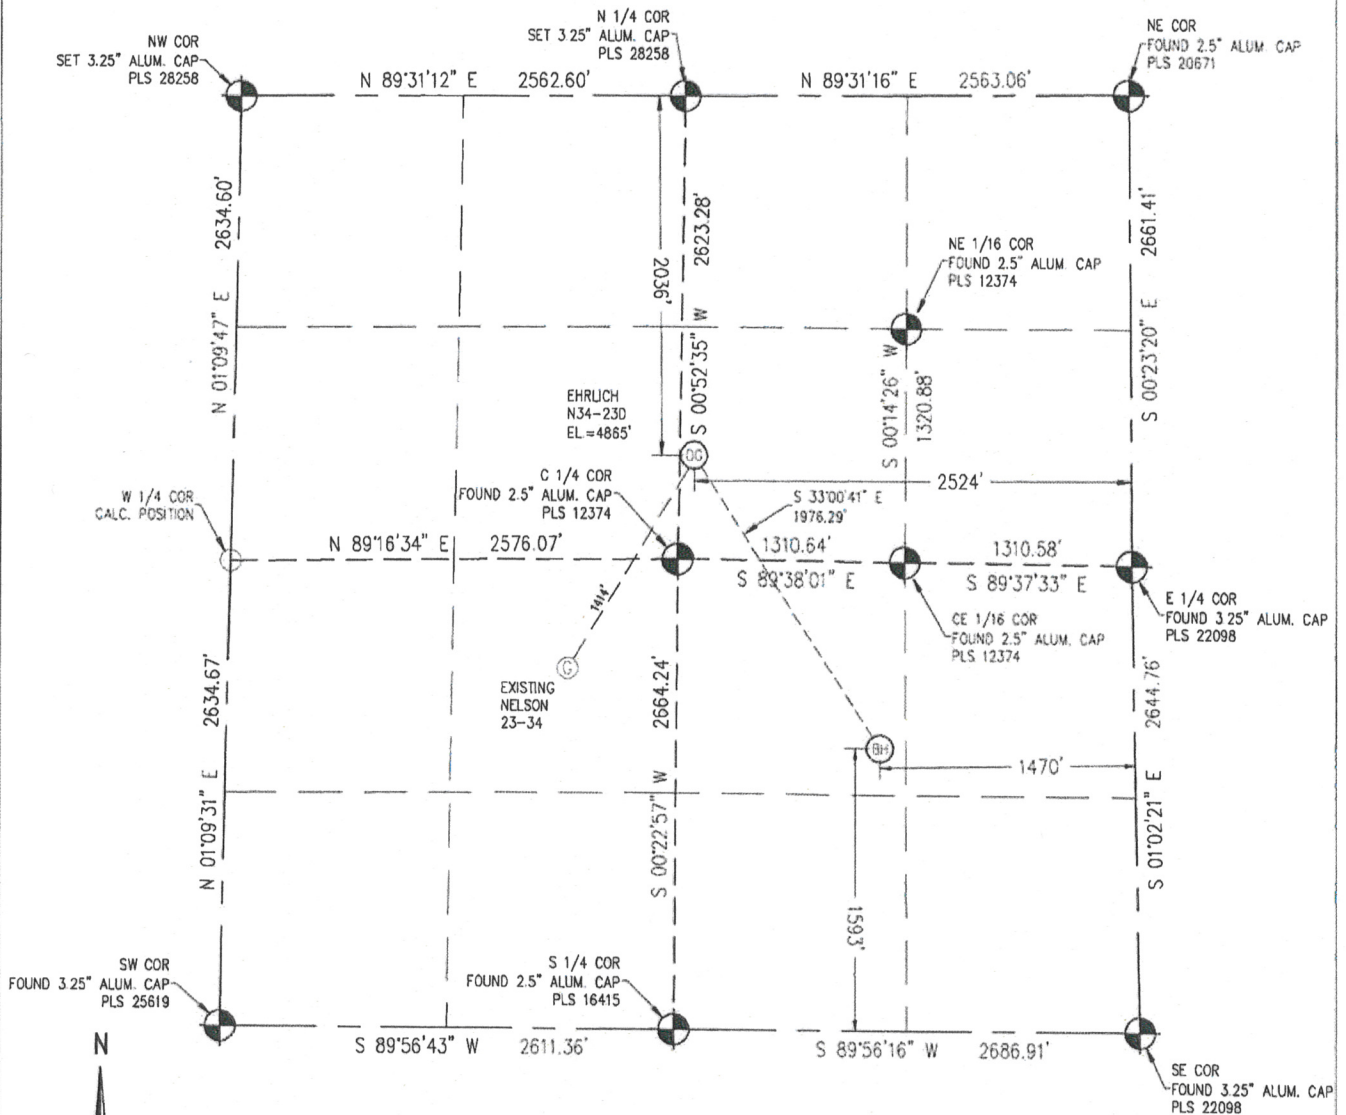 N 1/4 COR
SET 3.25" ALUM. CAP
PLS 28258
NW COR
SET 3.25" ALUM. CAP
PLS 28258
NE COR
FOUND 2.5" ALUM. CAP
PLS 20671
N 89°31'12" E 2562.60'
N 89°31'16" E 2563.06'
2634.60'
N 01°09'47" E
2036'
2623.28'
S 00°52'35" W
NE 1/16 COR
FOUND 2.5" ALUM. CAP
PLS 12374
2661.41'
S 00°23'20" E
S 00°14'26" W
1320.88'
EHRLICH
N34-23D
EL.=4865'
DG
2524'
C 1/4 COR
FOUND 2.5" ALUM. CAP
PLS 12374
S 33°00'41" E
1976.29'
W 1/4 COR
CALC. POSITION
N 89°16'34" E 2576.07'
1310.64'
S 89°38'01" E
1310.58'
S 89°37'33" E
E 1/4 COR
FOUND 3.25" ALUM. CAP
PLS 22098
CE 1/16 COR
FOUND 2.5" ALUM. CAP
PLS 12374
1414'
G
EXISTING
NELSON
23-34
2634.67'
N 01°09'31" E
2664.24'
S 00°22'57" W
BH
1470'
2644.76'
S 01°02'21" E
1593'
SW COR
FOUND 3.25" ALUM. CAP
PLS 25619
S 1/4 COR
FOUND 2.5" ALUM. CAP
PLS 16415
S 89°56'43" W 2611.36'
S 89°56'16" W 2686.91'
SE COR
FOUND 3.25" ALUM. CAP
PLS 22098
N